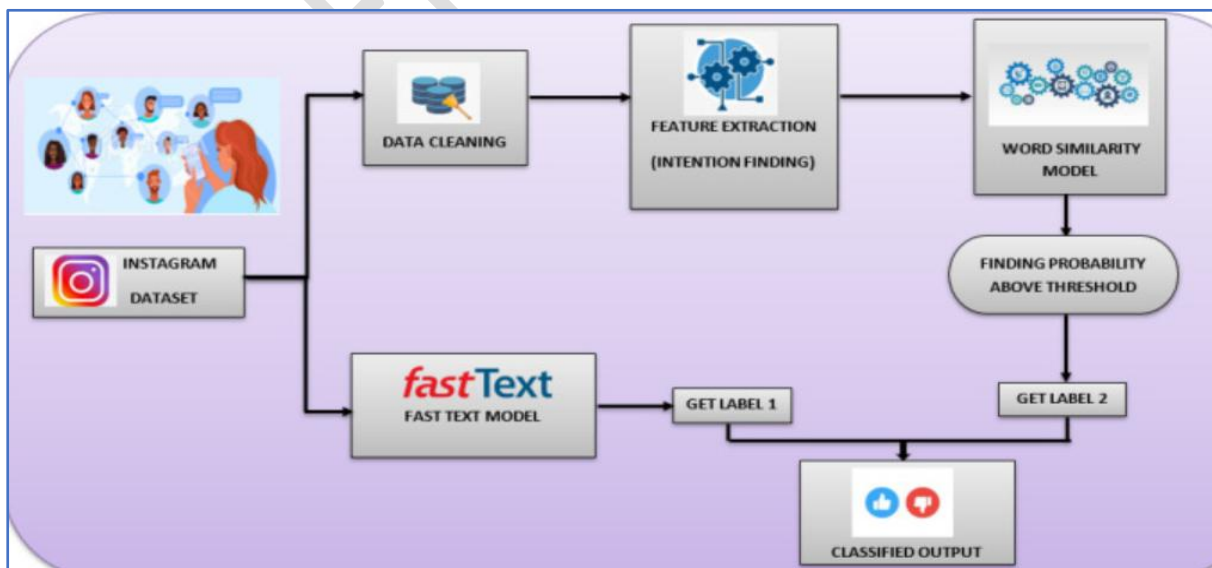 DATA CLEANING
FEATURE EXTRACTION
(INTENTION FINDING)
WORD SIMILARITY
MODEL
INSTAGRAM
DATASET
FINDING PROBABILITY
ABOVE THRESHOLD
fastText
FAST TEXT MODEL
GET LABEL 1
GET LABEL 2
CLASSIFIED OUTPUT